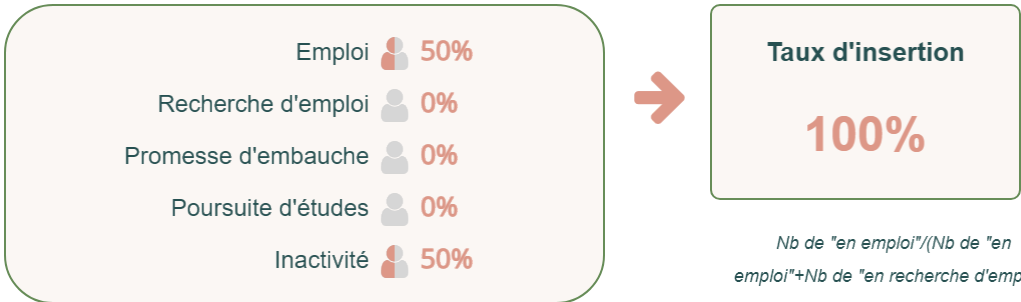 Emploi 50%
Recherche d'emploi 0%
Promesse d'embauche 0%
Poursuite d'études 0%
Inactivité 50%
Taux d'insertion
100%
Nb de "en emploi"/(Nb de "en
emploi"+Nb de "en recherche d'emp